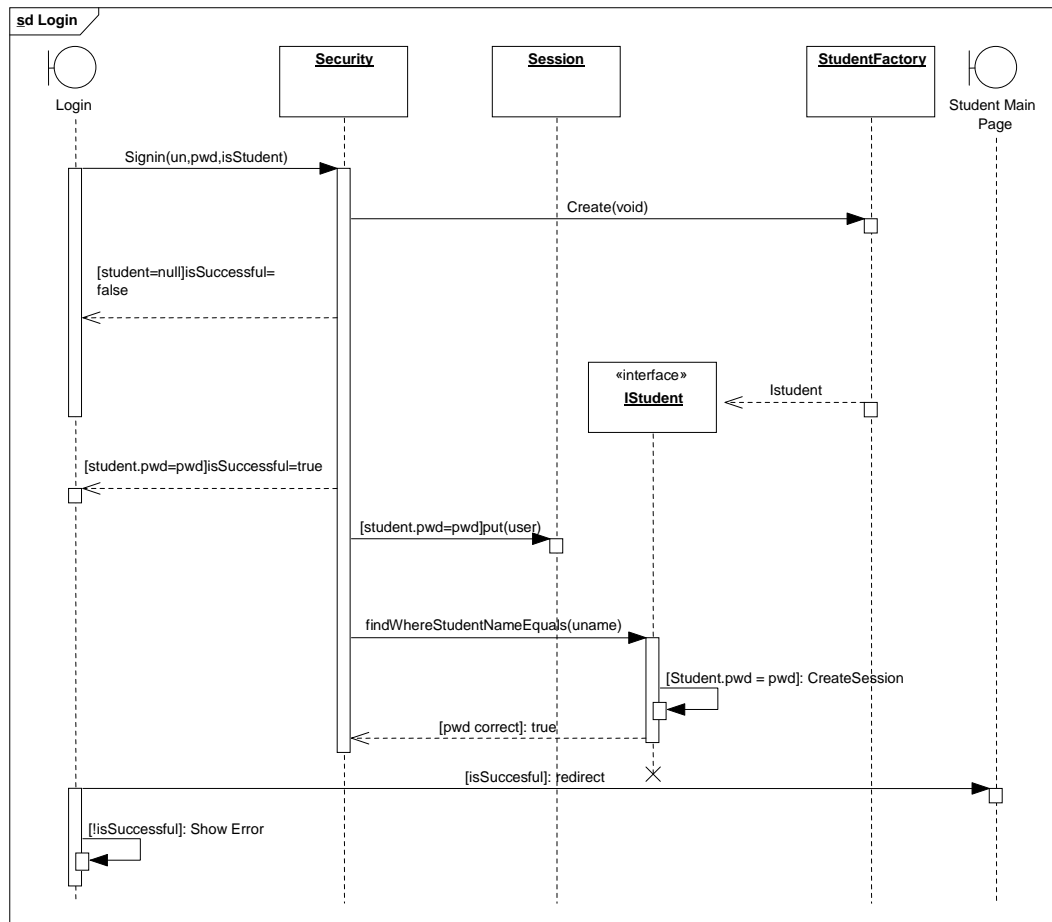 sd Login
Security
Session
StudentFactory
Login
Student Main
Page
Signin(un,pwd,isStudent)
Create(void)
[student=null]isSuccessful=
false
«interface»
IStudent
Istudent
[student.pwd=pwd]isSuccessful=true
[student.pwd=pwd]put(user)
findWhereStudentNameEquals(uname)
[Student.pwd = pwd]: CreateSession
[pwd correct]: true
[isSuccesful]: redirect
[!isSuccessful]: Show Error